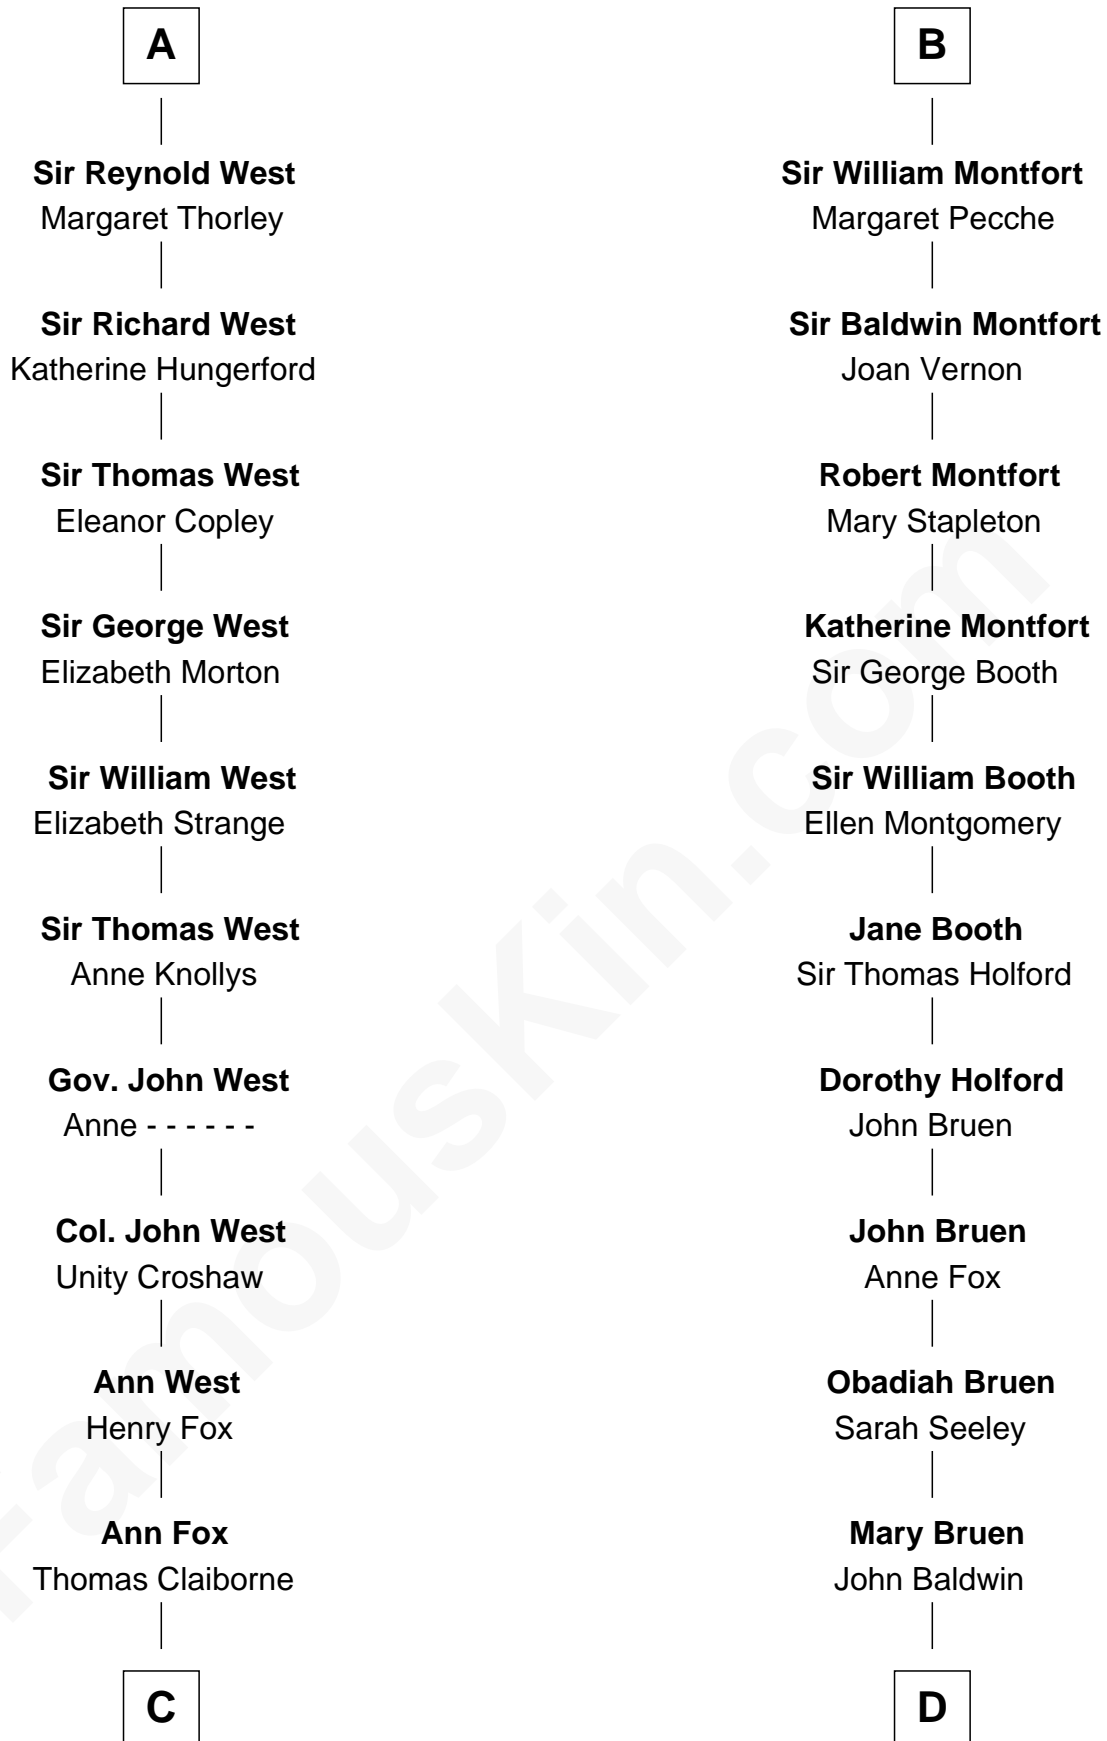 A
Sir Reynold West
Margaret Thorley
Sir Richard West
Katherine Hungerford
Sir Thomas West
Eleanor Copley
Sir George West
Elizabeth Morton
Sir William West
Elizabeth Strange
Sir Thomas West
Anne Knollys
Gov. John West
Anne - - - - - -
Col. John West
Unity Croshaw
Ann West
Henry Fox
Ann Fox
Thomas Claiborne
C
B
Sir William Montfort
Margaret Pecche
Sir Baldwin Montfort
Joan Vernon
Robert Montfort
Mary Stapleton
Katherine Montfort
Sir George Booth
Sir William Booth
Ellen Montgomery
Jane Booth
Sir Thomas Holford
Dorothy Holford
John Bruen
John Bruen
Anne Fox
Obadiah Bruen
Sarah Seeley
Mary Bruen
John Baldwin
D
FamousKin.com